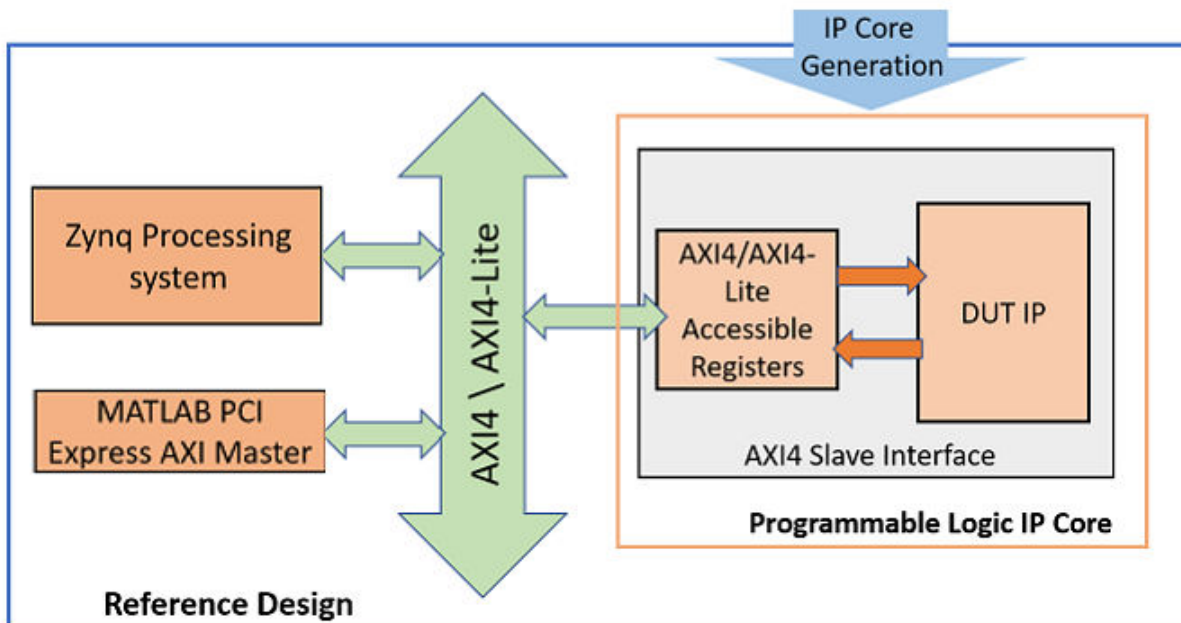 IP Core
Generation
Zynq Processing
system
MATLAB PCI
Express AXI Master
AXI4 \ AXI4-Lite
AXI4/AXI4-
Lite
Accessible
Registers
DUT IP
AXI4 Slave Interface
Programmable Logic IP Core
Reference Design